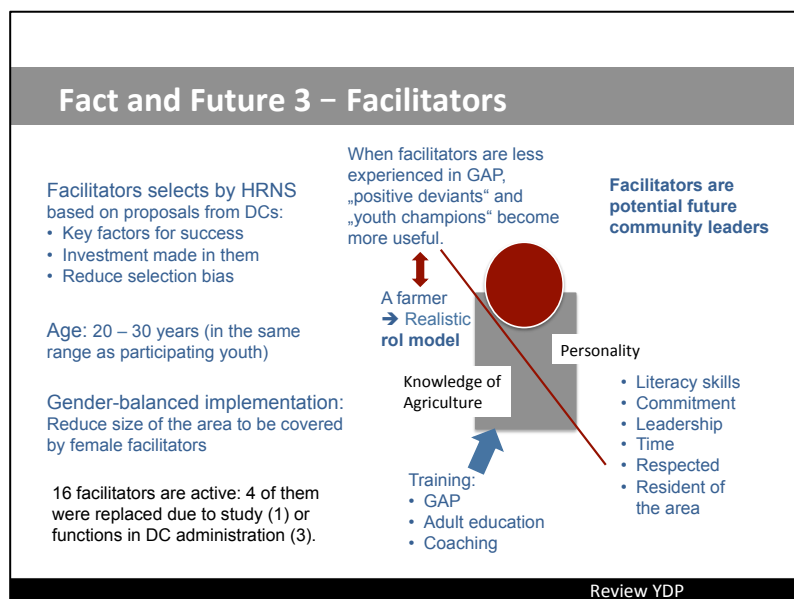 Fact and Future 3 – Facilitators
Facilitators selects by HRNS
based on proposals from DCs:
• Key factors for success
• Investment made in them
• Reduce selection bias
Age: 20 – 30 years (in the same
range as participating youth)
Gender-balanced implementation:
Reduce size of the area to be covered
by female facilitators
16 facilitators are active: 4 of them
were replaced due to study (1) or
functions in DC administration (3).
When facilitators are less
experienced in GAP,
„positive deviants“ and
„youth champions“ become
more useful.
A farmer
➔ Realistic
rol model
Knowledge of
Agriculture
Training:
• GAP
• Adult education
• Coaching
Facilitators are
potential future
community leaders
Personality
• Literacy skills
• Commitment
• Leadership
• Time
• Respected
• Resident of
the area
Review YDP